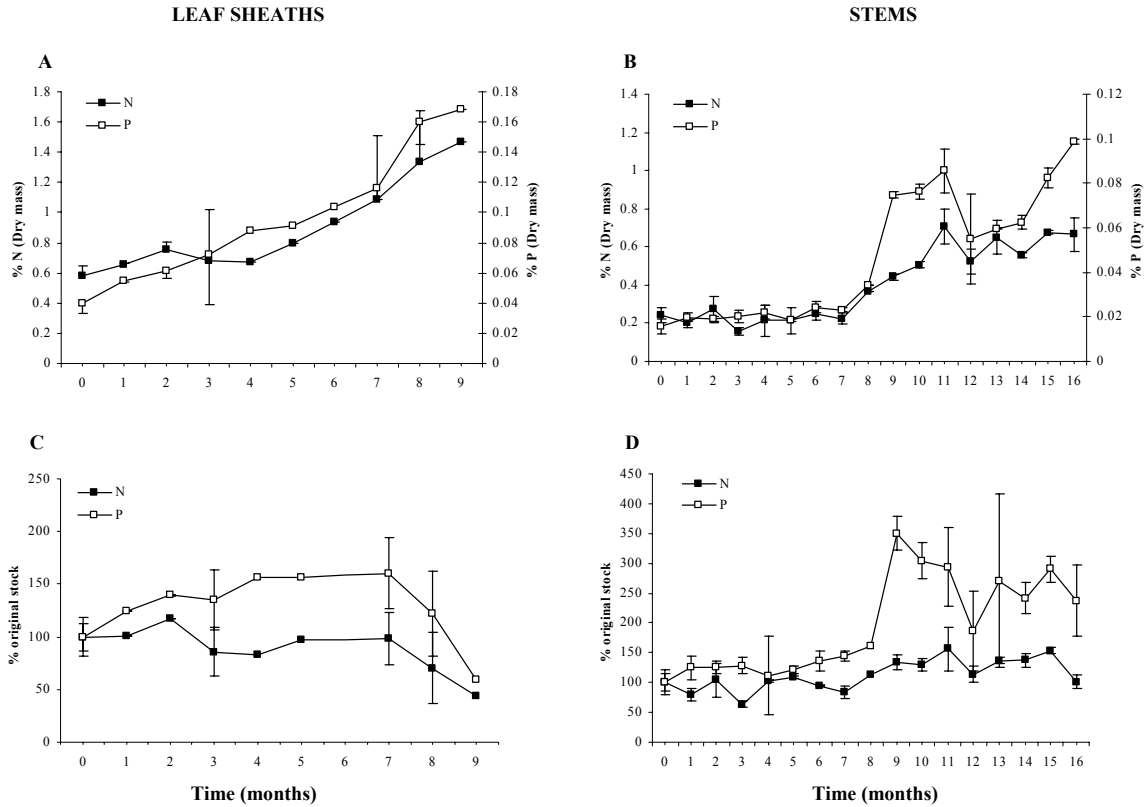 LEAF SHEATHS
STEMS
A
B
1.8
1.6
1.4
1.2
1
0.8
0.6
0.4
0.2
0
% N (Dry mass)
N
P
0.18
0.16
0.14
0.12
0.1
0.08
0.06
0.04
0.02
0
% P (Dry mass)
0 1 2 3 4 5 6 7 8 9
1.4
1.2
1
0.8
0.6
0.4
0.2
0
% N (Dry mass)
N
P
0.12
0.1
0.08
0.06
0.04
0.02
0
% P (Dry mass)
0 1 2 3 4 5 6 7 8 9 10 11 12 13 14 15 16
C
D
250
200
150
100
50
0
% original stock
N
P
0 1 2 3 4 5 6 7 8 9
Time (months)
450
400
350
300
250
200
150
100
50
0
% original stock
N
P
0 1 2 3 4 5 6 7 8 9 10 11 12 13 14 15 16
Time (months)